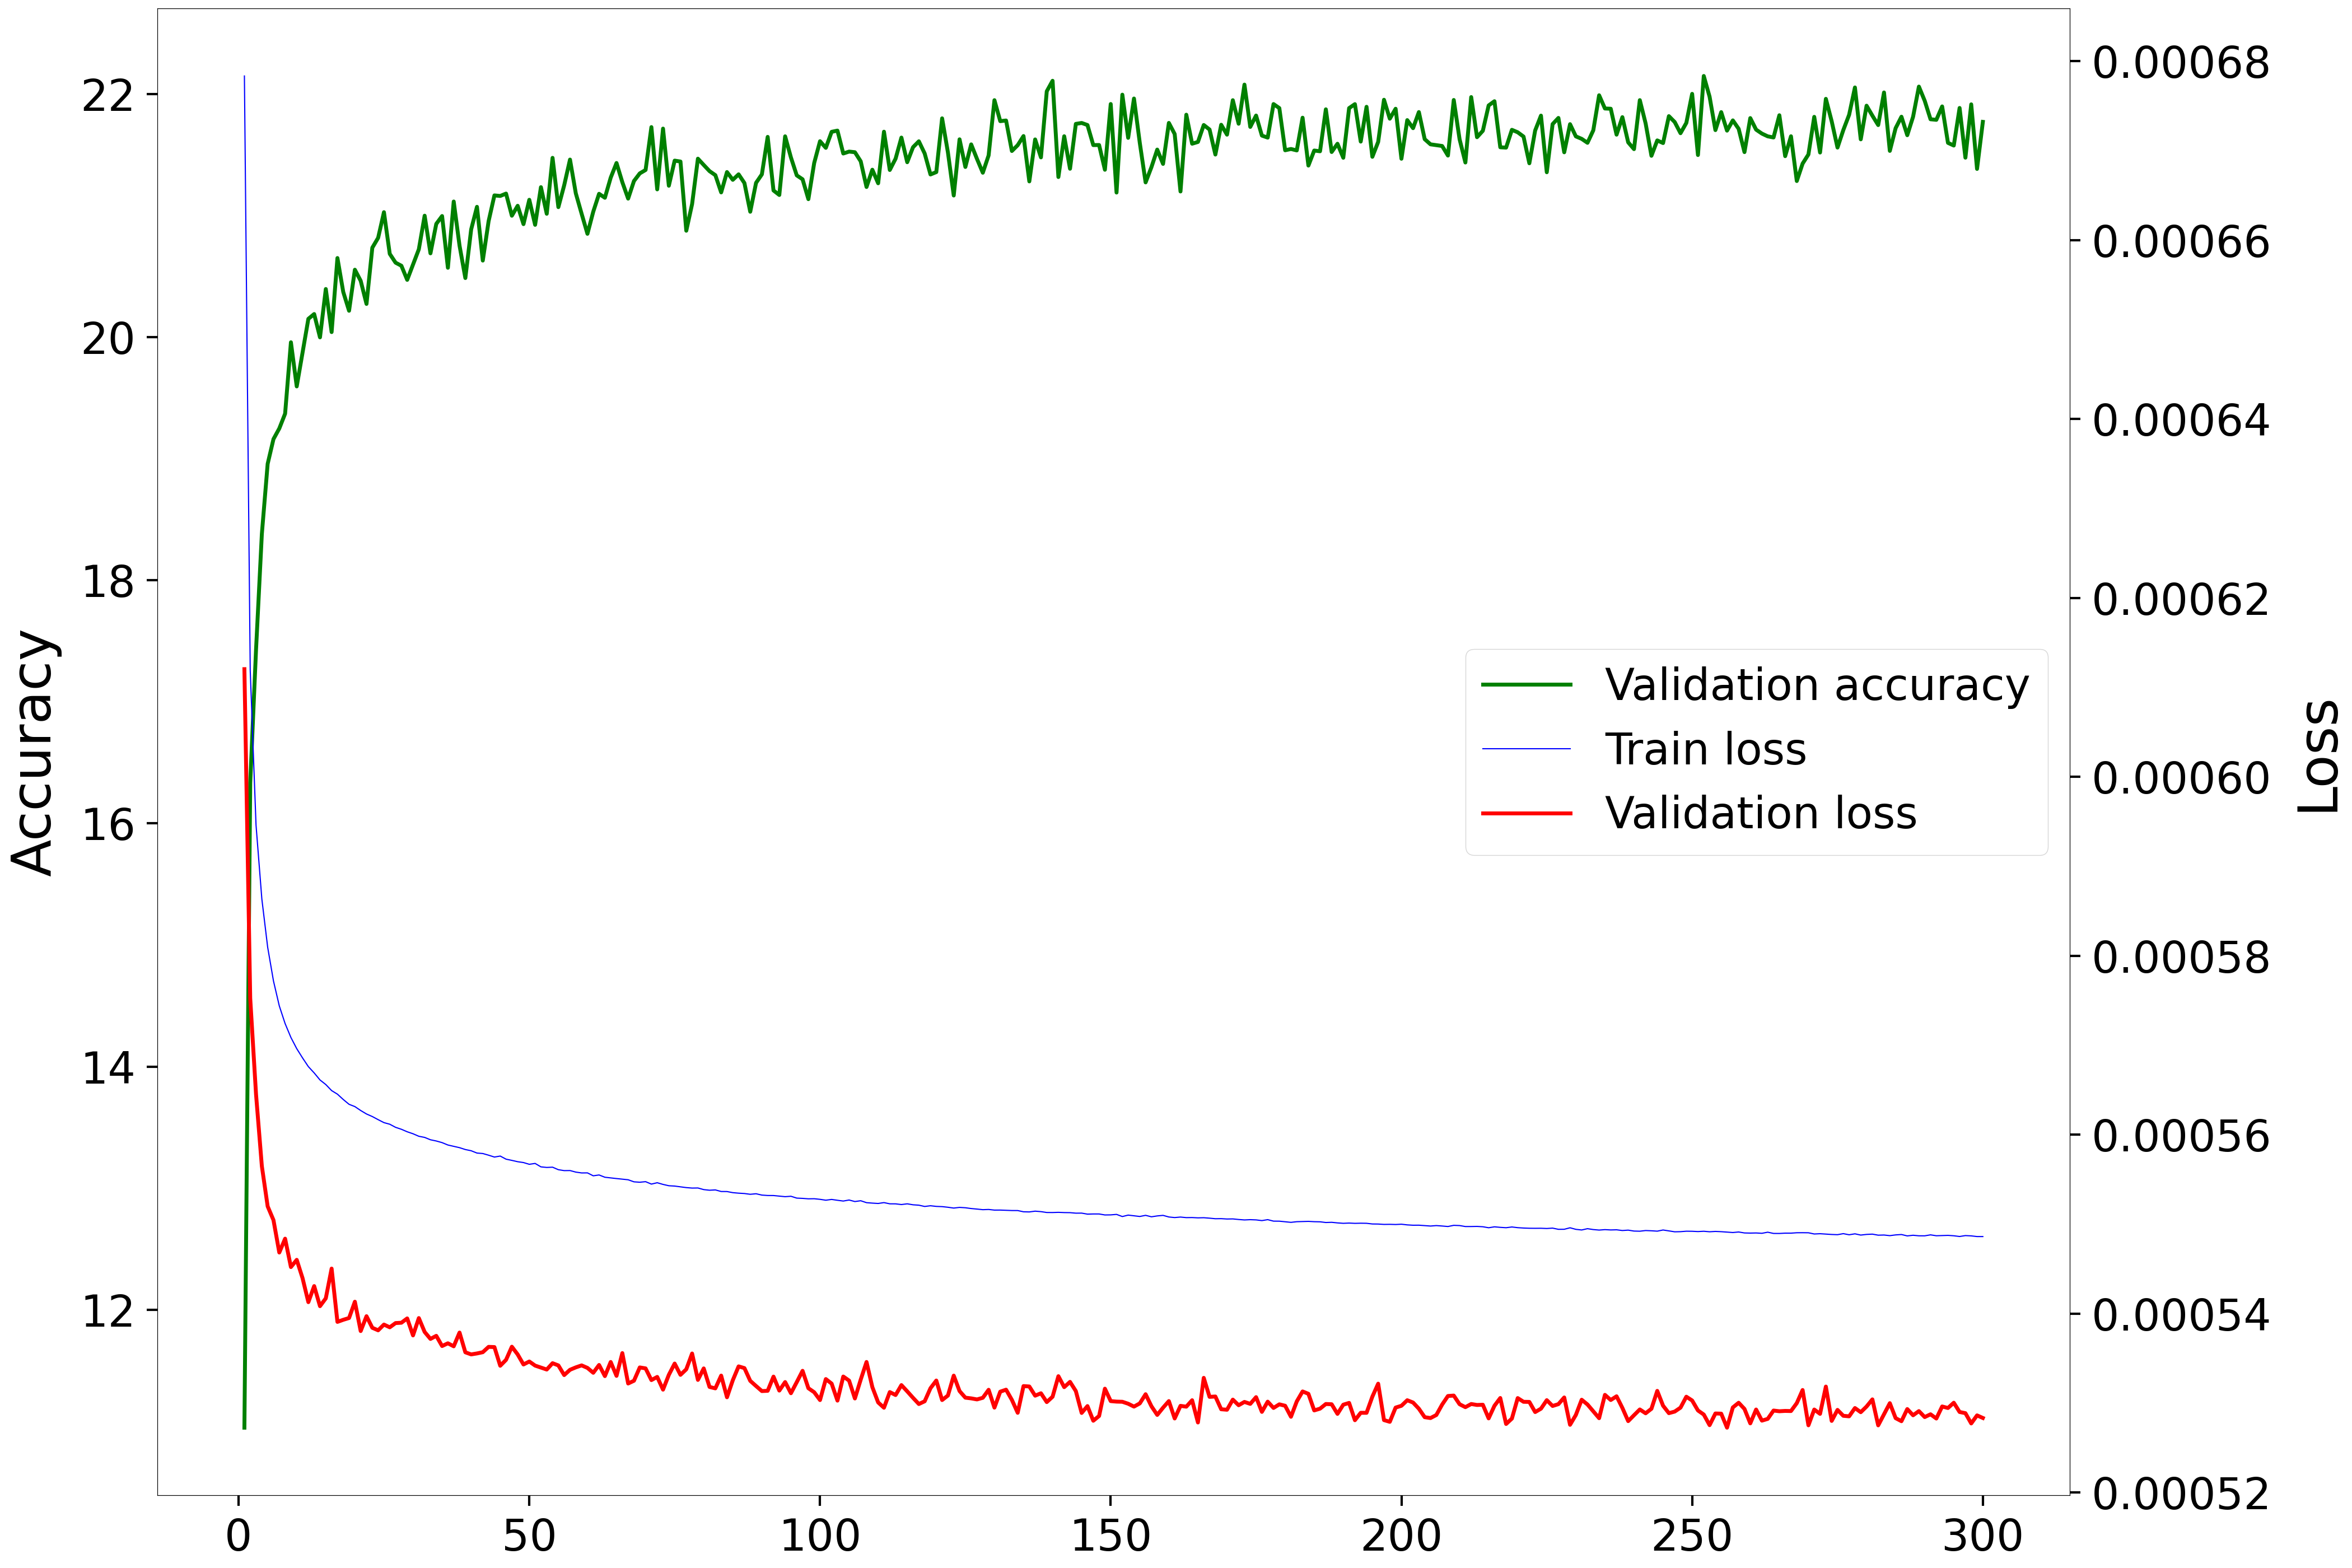 Accuracy
22
20
18
16
14
12
0.00068
0.00066
0.00064
0.00062
0.00060
0.00058
0.00056
0.00054
0.00052
Loss
Validation accuracy
Train loss
Validation loss
0 50 100 150 200 250 300